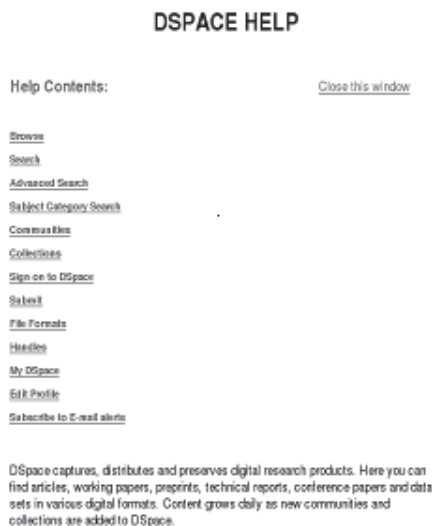 DSPACE HELP
Help Contents: Close this window
Browse
Search
Advanced Search
Subject Category Search
Communities
Collections
Sign on to DSpace
Submit
File Formats
Handles
My DSpace
Edit Profile
Subscribe to E-mail alerts
DSpace captures, distributes and preserves digital research products. Here you can
find articles, working papers, preprints, technical reports, conference papers and data
sets in various digital formats. Content grows daily as new communities and
collections are added to DSpace.